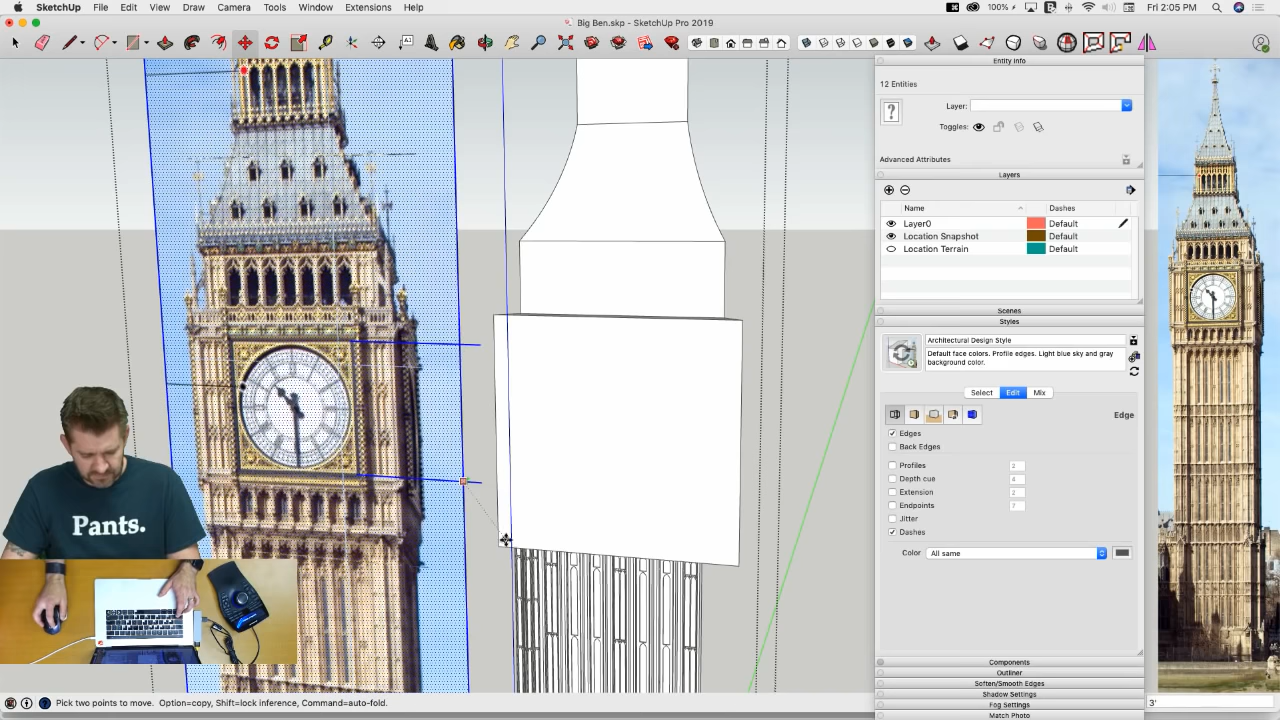 SketchUp File Edit View Draw Camera Tools Window Extensions Help
100% Fri 2:05 PM
Big Ben.skp - SketchUp Pro 2019
Entity Info
12 Entities
Layer:
Toggles:
Advanced Attributes
Layers
Name Dashes
Layer0 Default
Location Snapshot Default
Location Terrain Default
Scenes
Styles
Architectural Design Style
Default face colors. Profile edges. Light blue sky and gray
background color.
Select Edit Mix
Edge
Edges
Back Edges
Profiles 2
Depth cue 4
Extension 2
Endpoints 7
Jitter
Dashes
Color All same
Components
Outliner
Soften/Smooth Edges
Shadow Settings
Fog Settings
Match Photo
Pants.
Pick two points to move. Option=copy, Shift=lock inference, Command=auto-fold.
3'